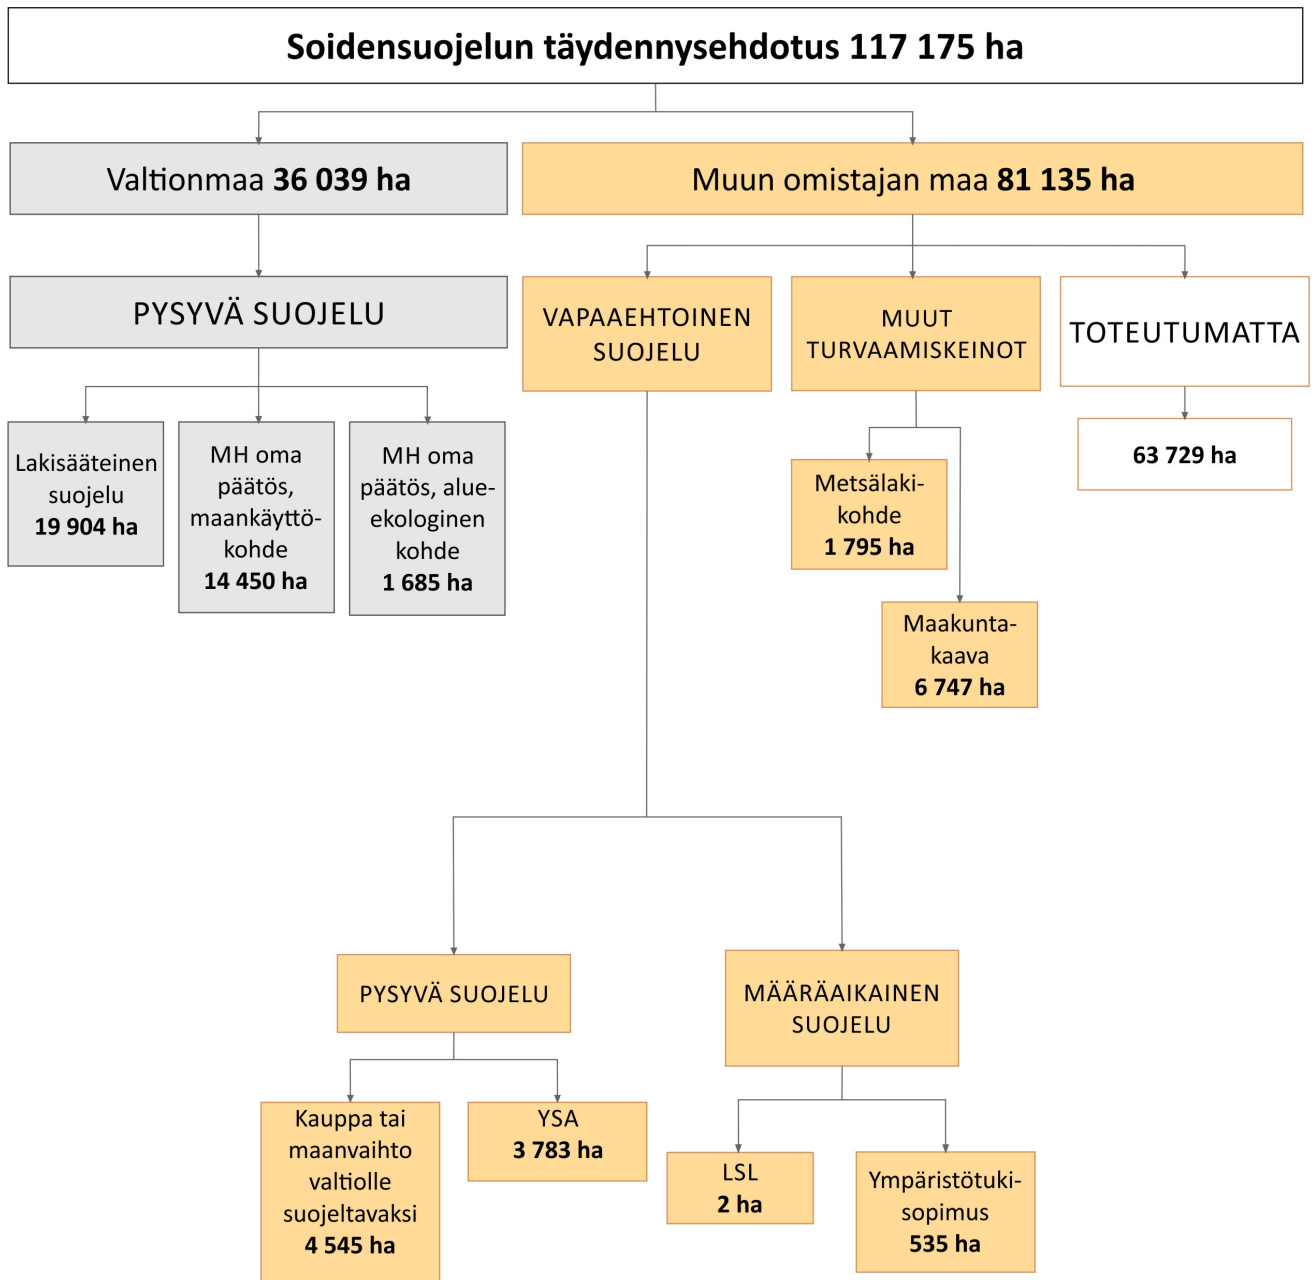 Soidensuojelun täydennysehdotus 117 175 ha
Valtionmaa 36 039 ha
Muun omistajan maa 81 135 ha
PYSYVÄ SUOJELU
VAPAAEHTOINEN
SUOJELU
MUUT
TURVAAMISKEINOT
TOTEUTUMATTA
Lakisääteinen
suojelu
19 904 ha
MH oma
päätös,
maankäyttö-
kohde
14 450 ha
MH oma
päätös, alue-
ekologinen
kohde
1 685 ha
Metsälaki-
kohde
1 795 ha
Maakunta-
kaava
6 747 ha
63 729 ha
PYSYVÄ SUOJELU
MÄÄRÄAIKAINEN
SUOJELU
Kauppa tai
maanvaihto
valtiolle
suojeltavaksi
4 545 ha
YSA
3 783 ha
LSL
2 ha
Ympäristötuki-
sopimus
535 ha